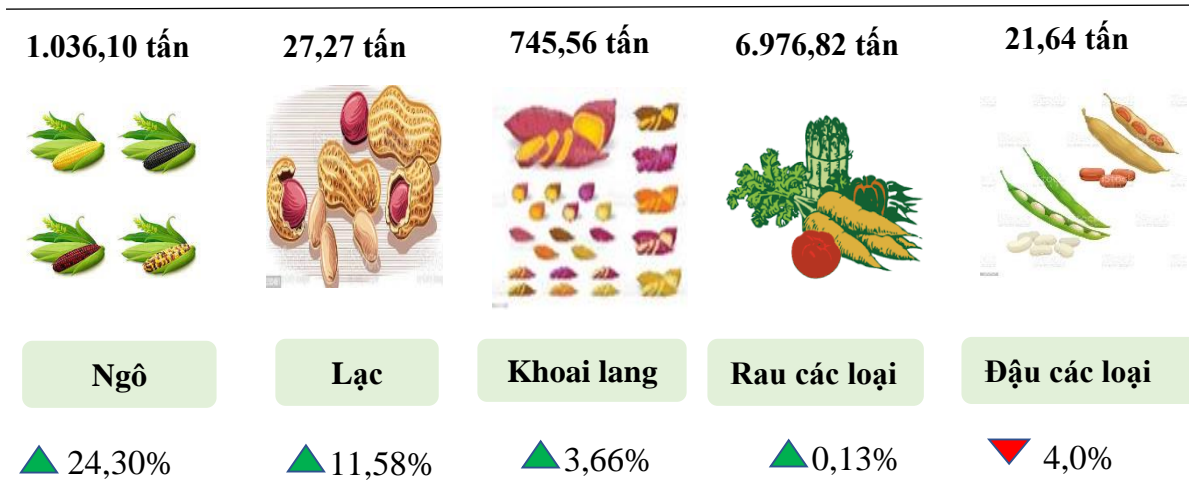 1.036,10 tấn
27,27 tấn
745,56 tấn
6.976,82 tấn
21,64 tấn
Ngô
Lạc
Khoai lang
Rau các loại
Đậu các loại
24,30%
11,58%
3,66%
0,13%
4,0%